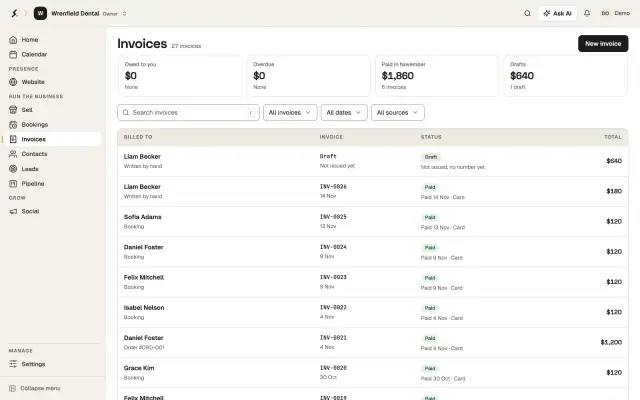 W Wrenfield Dental Owner
Ask AI
DO Demo
Home
Calendar
PRESENCE
Website
RUN THE BUSINESS
Sell
Bookings
Invoices
Contacts
Leads
Pipeline
GROW
Social
MANAGE
Settings
Collapse menu
Invoices 27 invoices
New invoice
Owed to you
$0
None
Overdue
$0
None
Paid in November
$1,860
6 invoices
Drafts
$640
1 draft
Search invoices /
All invoices
All dates
All sources
BILLED TO INVOICE STATUS TOTAL
Liam Becker Draft Draft $640
Written by hand Not issued yet Not issued, no number yet
Liam Becker INV-0026 Paid $180
Written by hand 14 Nov Paid 14 Nov · Card
Sofia Adams INV-0025 Paid $120
Booking 13 Nov Paid 13 Nov · Card
Daniel Foster INV-0024 Paid $120
Booking 9 Nov Paid 9 Nov · Card
Felix Mitchell INV-0023 Paid $120
Booking 9 Nov Paid 9 Nov · Card
Isabel Nelson INV-0022 Paid $120
Booking 4 Nov Paid 4 Nov · Card
Daniel Foster INV-0021 Paid $1,200
Order #ORD-001 4 Nov Paid 4 Nov · Card
Grace Kim INV-0020 Paid $120
Booking 30 Oct Paid 30 Oct · Card
Felix Mitchell INV-0019 Paid